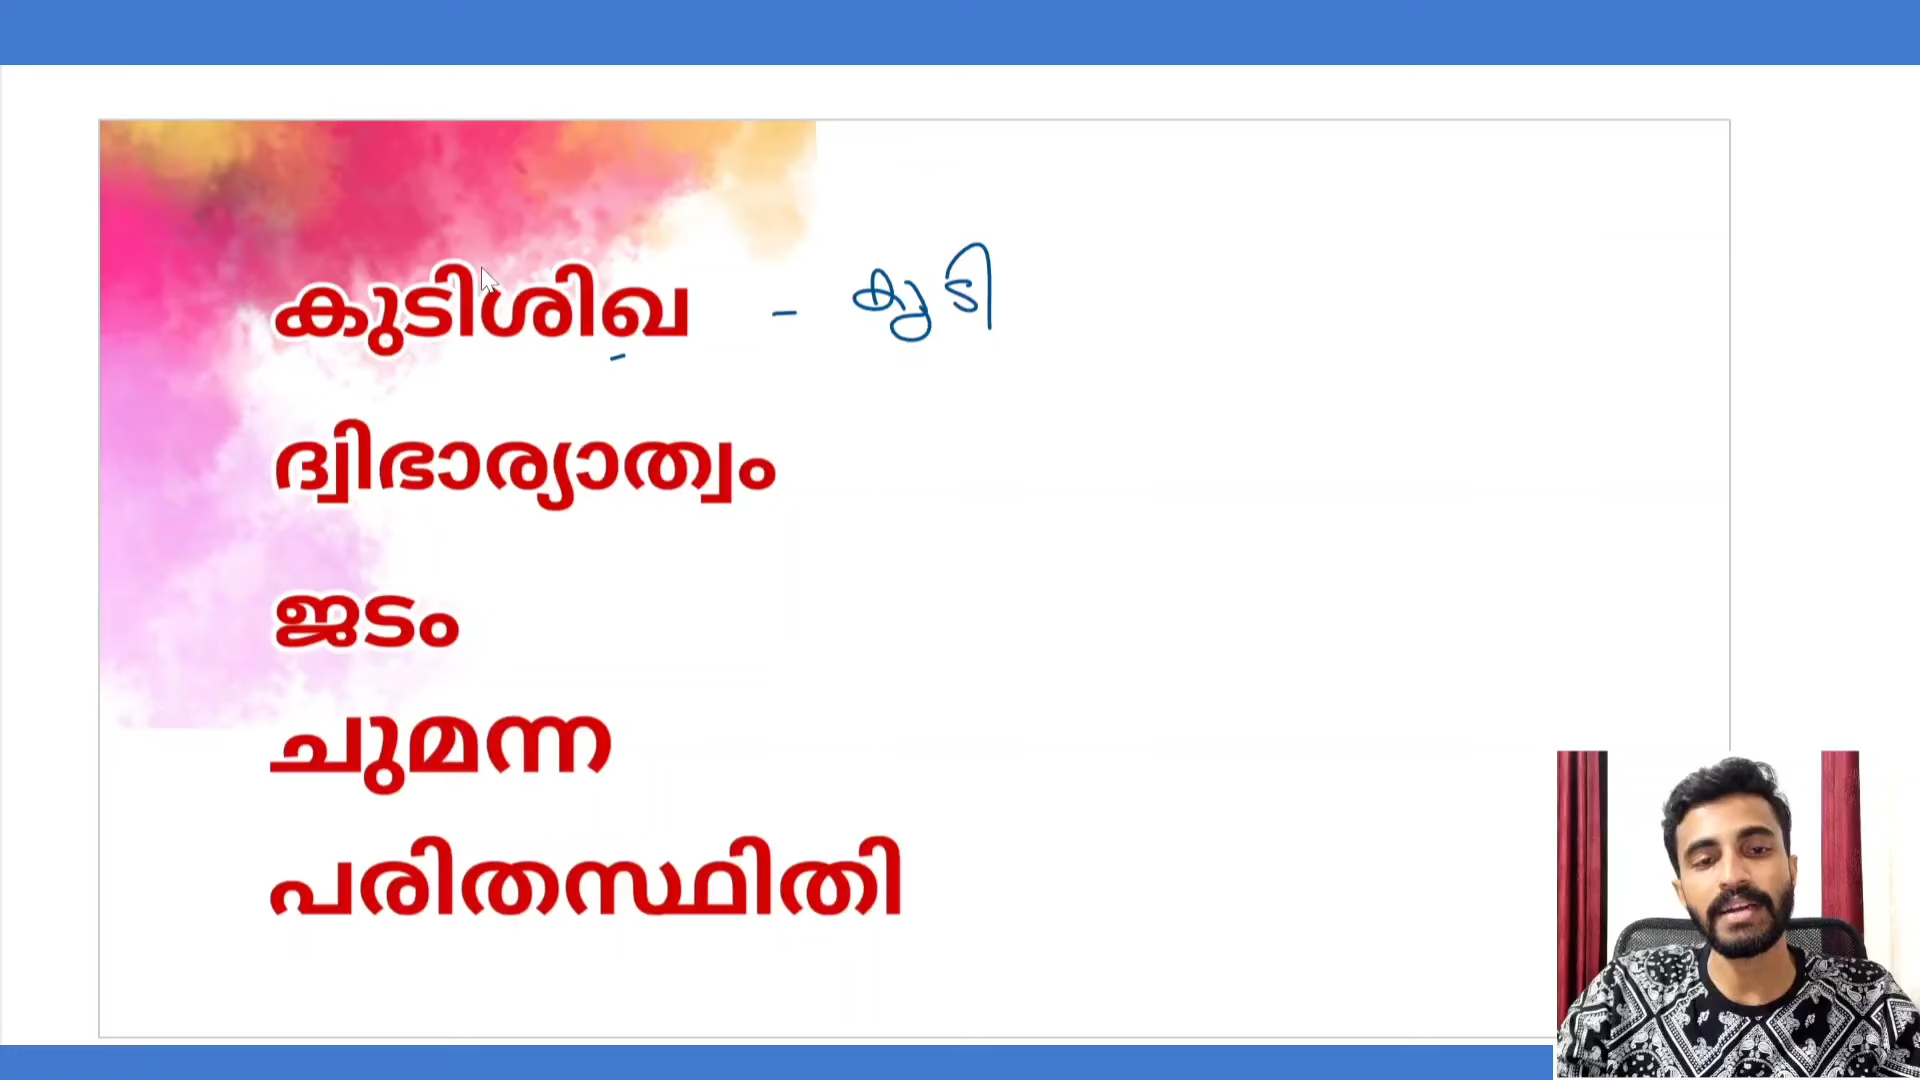 കുടിശിഖ - കുടി
ദ്വിഭാര്യാത്വം
ജടം
ചുമന്ന
പരിതസ്ഥിതി